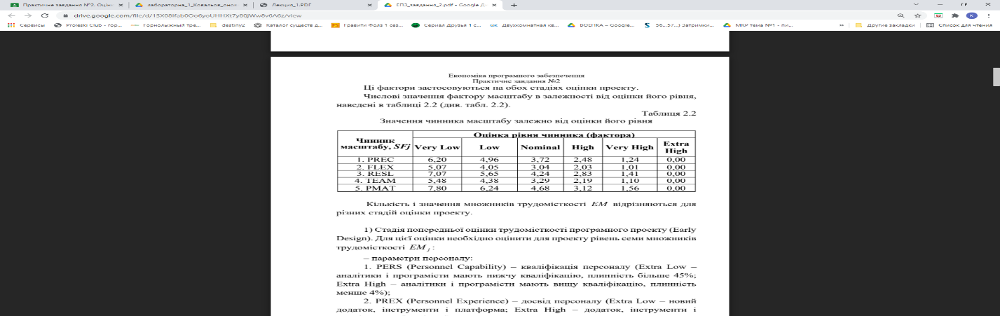 Практичне завдання №2. Оцін
лабораторна_1_Ковальов_онов
Лекция_1.PDF
ЕПЗ_завдання_2.pdf - Google Д
Сервисы
Proleski Club - гор...
Горнолыжный тре...
destiny2
Каталог существ д...
Гравити Фолз 1 сез...
Сериал Друзья 1 с...
Двухкомнатная кв...
ВОЕНКА – Google...
56...57...) Затримки...
МКР тема №1 - пи...
»
Другие закладки
Список для чтения
Економіка програмного забезпечення
Практичне завдання №2
Ці фактори застосовуються на обох стадіях оцінки проекту.
Числові значення фактору масштабу в залежності від оцінки його рівня,
наведені в таблиці 2.2 (див. табл. 2.2).
Таблиця 2.2
Значення чинника масштабу залежно від оцінки його рівня
Чинник масштабу, SFj Оцінка рівня чинника (фактора)
Very Low Low Nominal High Very High Extra High
1. PREC 6,20 4,96 3,72 2,48 1,24 0,00
2. FLEX 5,07 4,05 3,04 2,03 1,01 0,00
3. RESL 7,07 5,65 4,24 2,83 1,41 0,00
4. TEAM 5,48 4,38 3,29 2,19 1,10 0,00
5. PMAT 7,80 6,24 4,68 3,12 1,56 0,00
Кількість і значення множників трудомісткості EM відрізняються для
різних стадій оцінки проекту.
1) Стадія попередньої оцінки трудомісткості програмного проекту (Early
Design). Для цієї оцінки необхідно оцінити для проекту рівень семи множників
трудомісткості EM j :
– параметри персоналу:
1. PERS (Personnel Capability) – кваліфікація персоналу (Extra Low –
аналітики і програмісти мають нижчу кваліфікацію, плинність більше 45%;
Extra High – аналітики і програмісти мають вищу кваліфікацію, плинність
менше 4%);
2. PREX (Personnel Experience) – досвід персоналу (Extra Low – новий
додаток, інструменти і платформа; Extra High – додаток, інструменти і